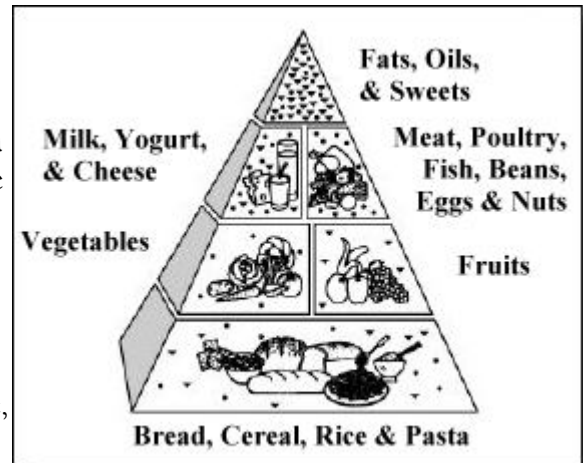 Fats, Oils,
& Sweets
Milk, Yogurt,
& Cheese
Meat, Poultry,
Fish, Beans,
Eggs & Nuts
Vegetables
Fruits
Bread, Cereal, Rice & Pasta